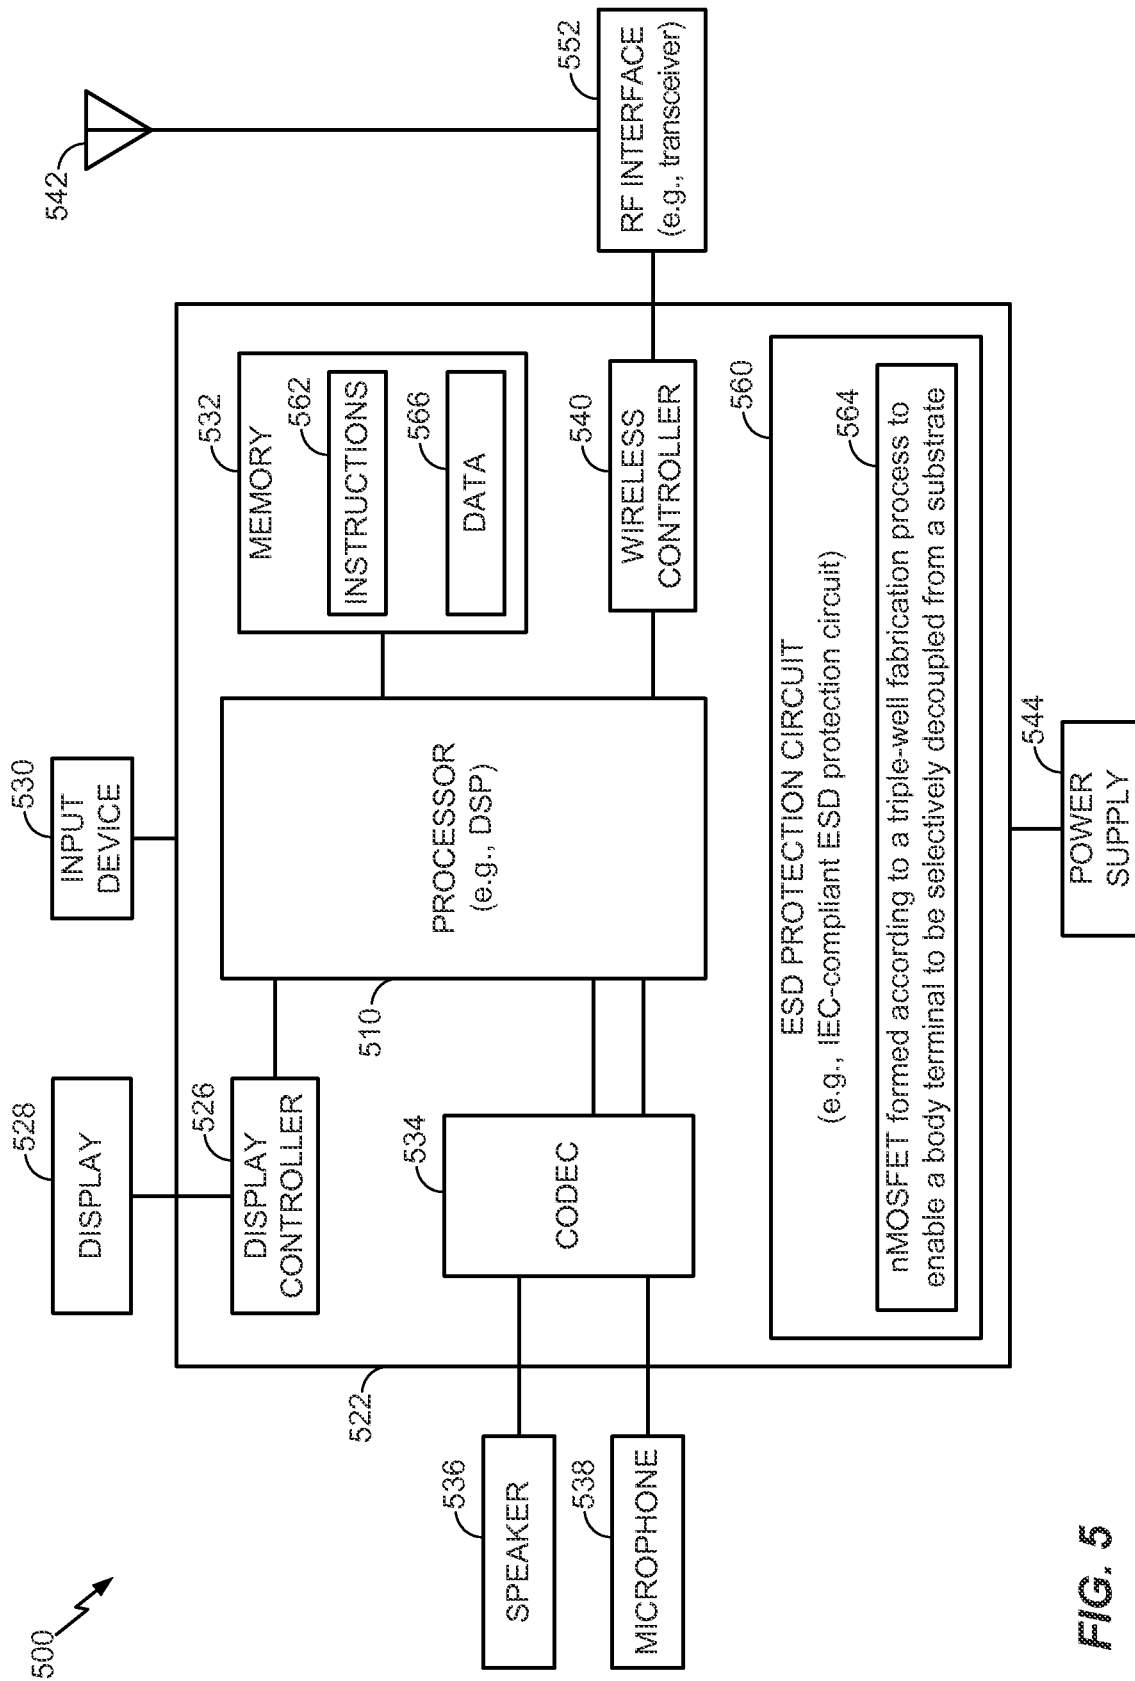 500
542
528
DISPLAY
530
INPUT
DEVICE
522
526
DISPLAY
CONTROLLER
510
PROCESSOR
(e.g., DSP)
532
MEMORY
562
INSTRUCTIONS
566
DATA
536
SPEAKER
538
MICROPHONE
534
CODEC
540
WIRELESS
CONTROLLER
552
RF INTERFACE
(e.g., transceiver)
560
ESD PROTECTION CIRCUIT
(e.g., IEC-compliant ESD protection circuit)
564
nMOSFET formed according to a triple-well fabrication process to
enable a body terminal to be selectively decoupled from a substrate
544
POWER
SUPPLY
FIG. 5